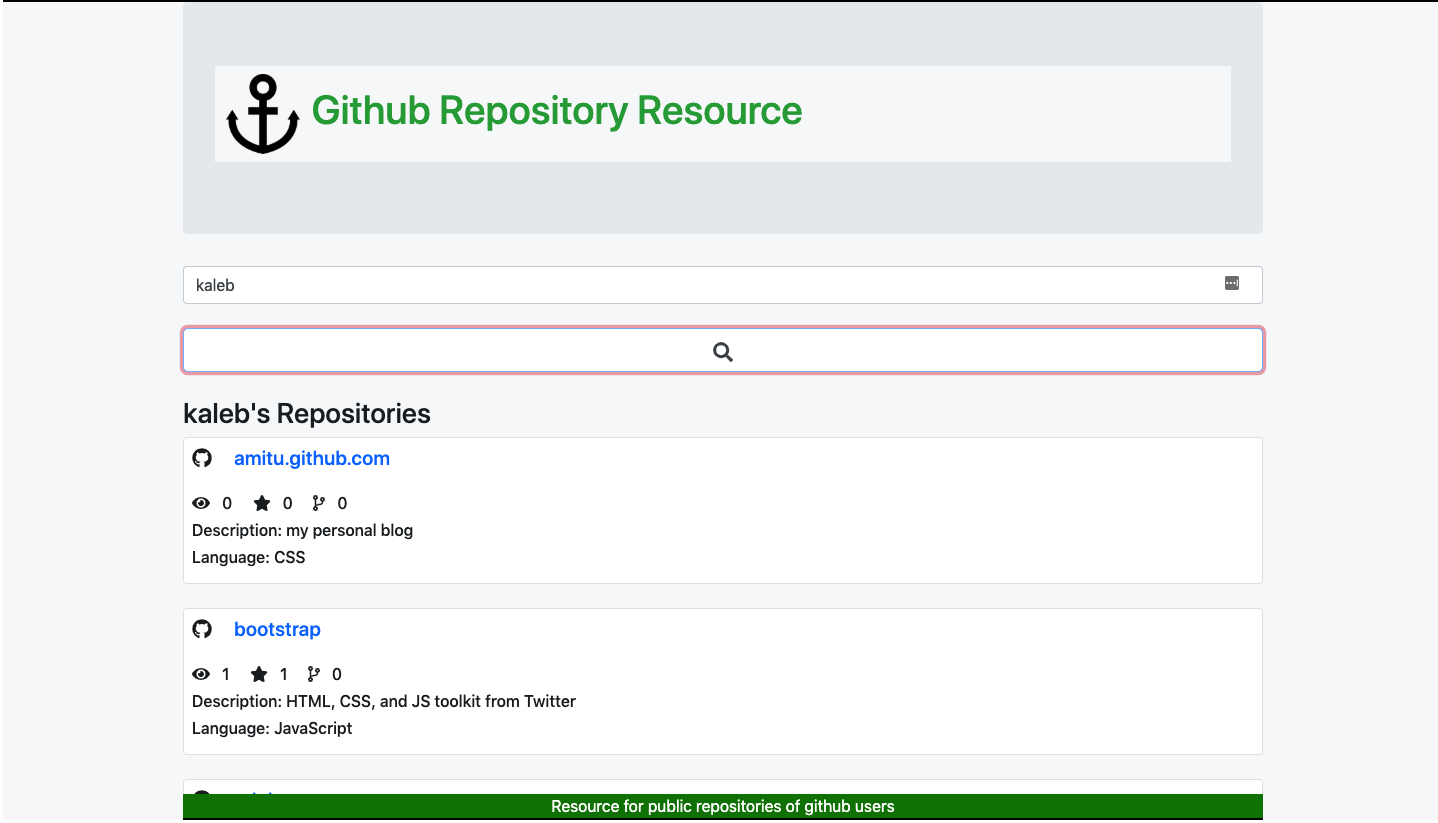 Github Repository Resource
kaleb
kaleb's Repositories
amitu.github.com
0 0 0
Description: my personal blog
Language: CSS
bootstrap
1 1 0
Description: HTML, CSS, and JS toolkit from Twitter
Language: JavaScript
Resource for public repositories of github users